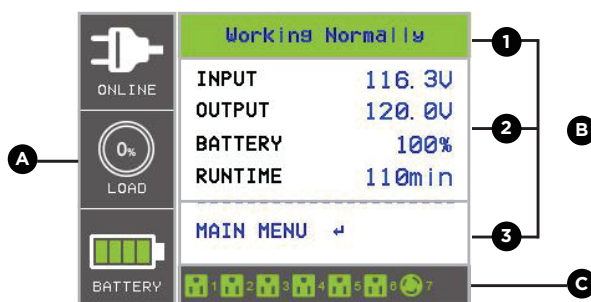 Working Normally
ONLINE
INPUT 116.3V
OUTPUT 120.0V
BATTERY 100%
RUNTIME 110min
0%
LOAD
MAIN MENU ↵
BATTERY
1 2 3 4 5 6 7
A
1
2
3
B
C